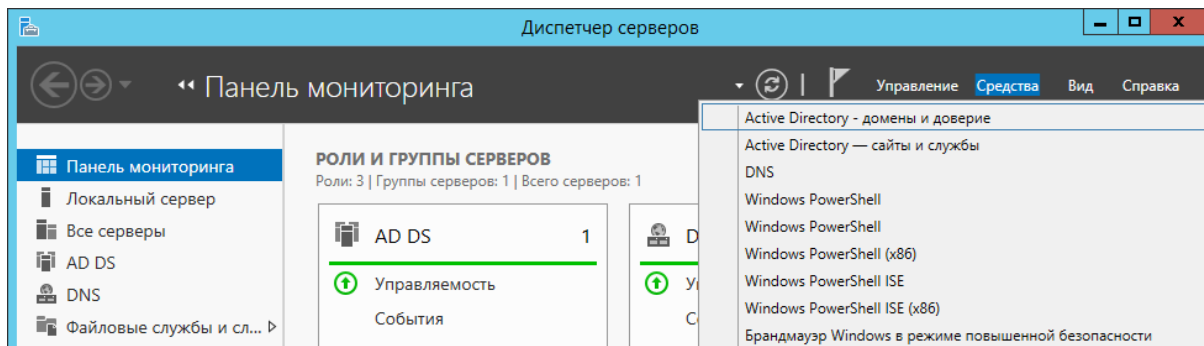 Диспетчер серверов
Панель мониторинга
Управление Средства Вид Справка
Панель мониторинга
Локальный сервер
Все серверы
AD DS
DNS
Файловые службы и сл...
РОЛИ И ГРУППЫ СЕРВЕРОВ
Роли: 3 | Группы серверов: 1 | Всего серверов: 1
AD DS 1
Управляемость
События
D
Active Directory - домены и доверие
Active Directory — сайты и службы
DNS
Windows PowerShell
Windows PowerShell
Windows PowerShell (x86)
Windows PowerShell ISE
Windows PowerShell ISE (x86)
Брандмауэр Windows в режиме повышенной безопасности